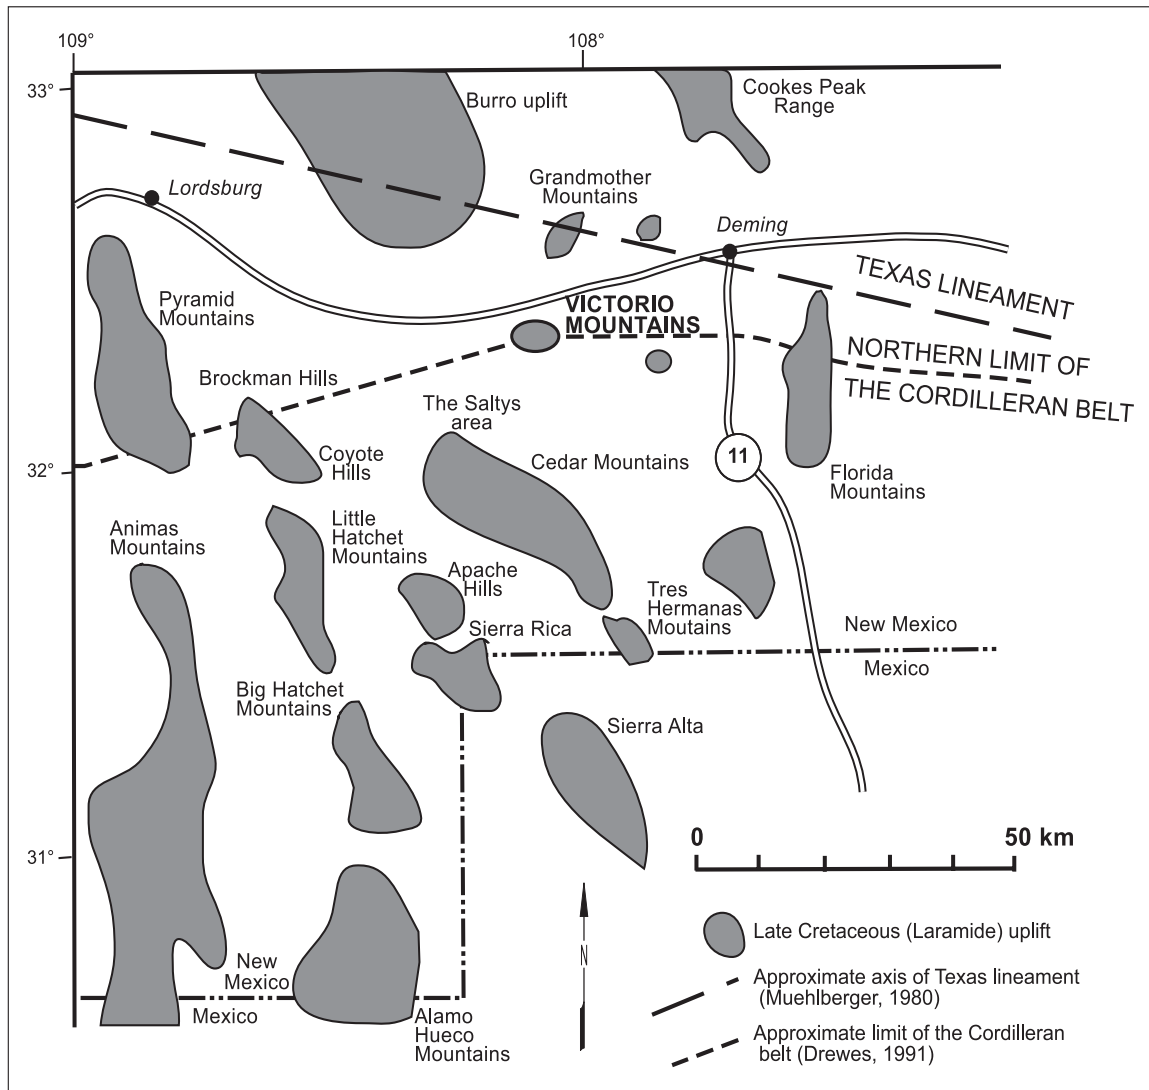 109°
108°
33°
Burro uplift
Cookes Peak
Range
Lordsburg
Grandmother
Mountains
Deming
TEXAS LINEAMENT
Pyramid
Mountains
VICTORIO
MOUNTAINS
NORTHERN LIMIT OF
THE CORDILLERAN BELT
Brockman Hills
The Saltys
area
Coyote
Hills
Cedar Mountains
11
32°
Florida
Mountains
Animas
Mountains
Little
Hatchet
Mountains
Apache
Hills
Tres
Hermanas
Moutains
Sierra Rica
New Mexico
Mexico
Big Hatchet
Mountains
Sierra Alta
0
50 km
31°
Late Cretaceous (Laramide) uplift
N
New
Mexico
Mexico
Alamo
Hueco
Mountains
Approximate axis of Texas lineament
(Muehlberger, 1980)
Approximate limit of the Cordilleran
belt (Drewes, 1991)